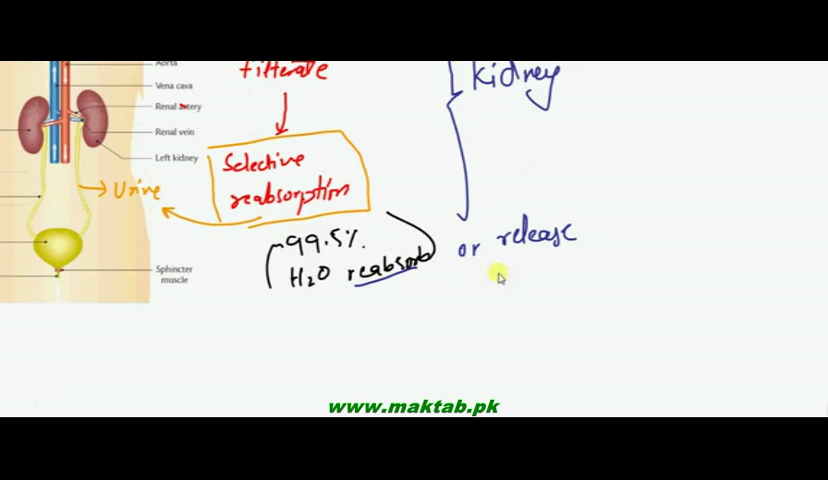 Aorta
Vena cava
Renal artery
Renal vein
Left kidney
Sphincter
muscle
Urine
filterate
Selective
reabsorption
99.5%
H2O reabsorb
Kidney
or release
www.maktab.pk